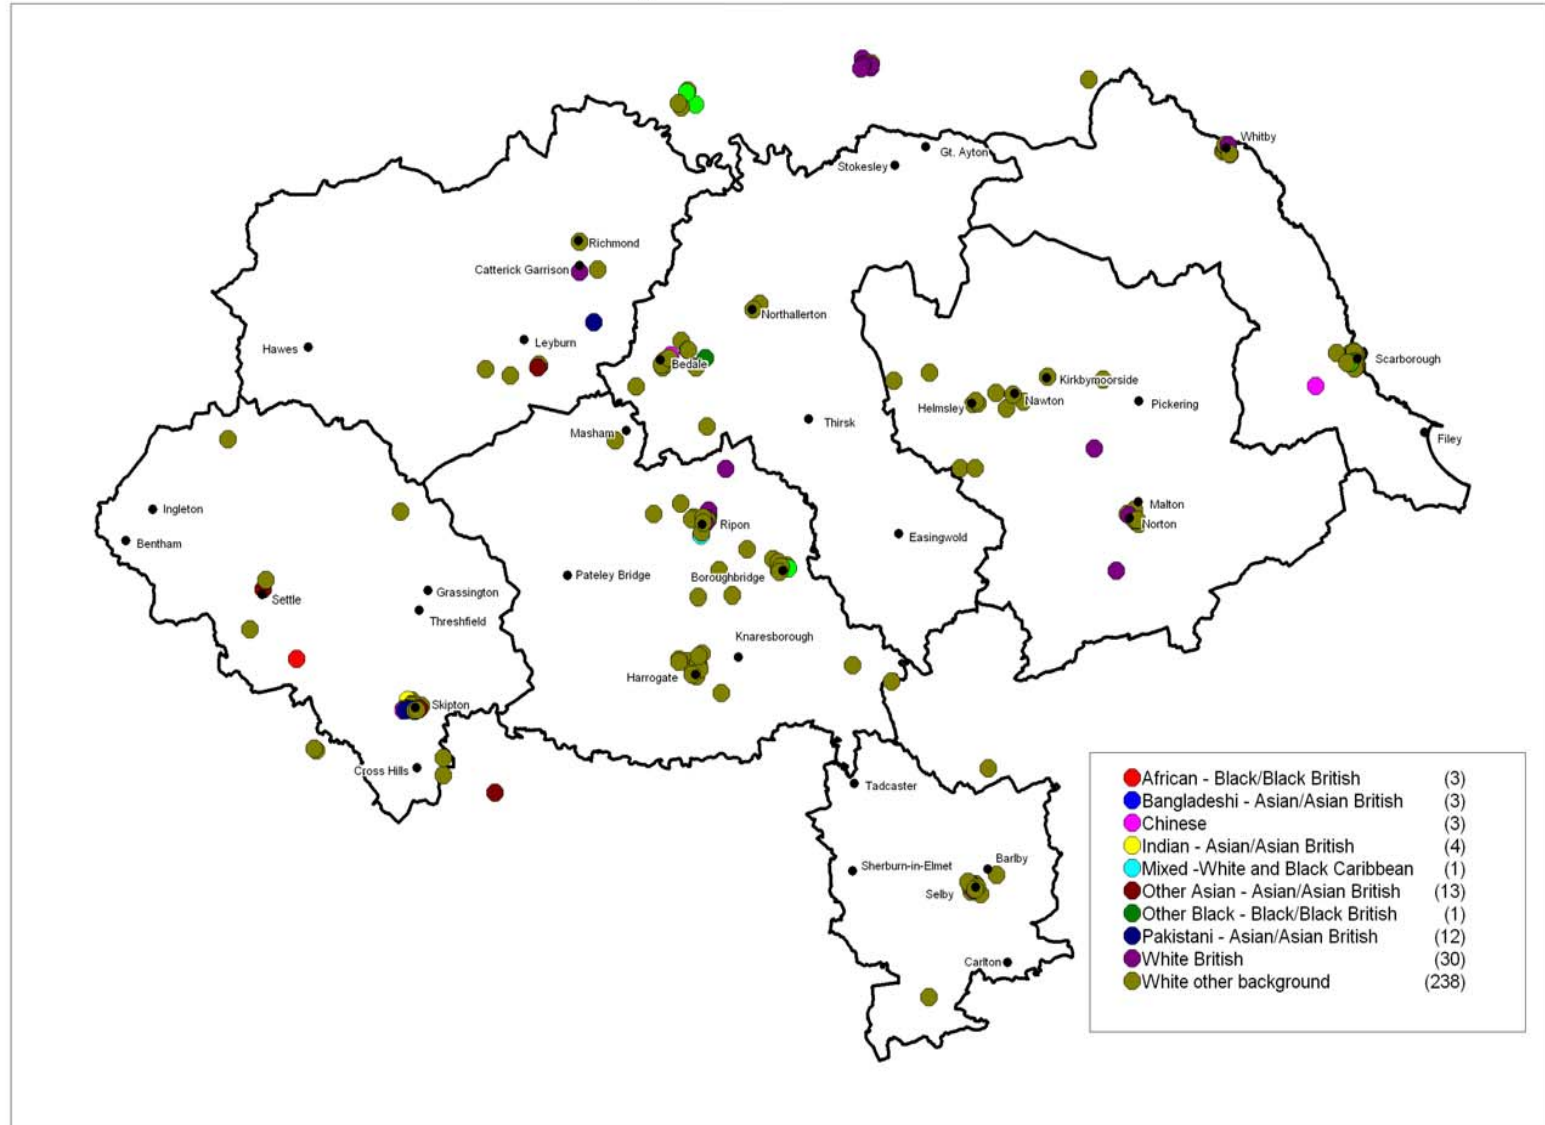 Whitby
Gt. Ayton
Stokesley
Richmond
Catterick Garrison
Northallerton
Leyburn
Hawes
Bedale
Scarborough
Kirkbymoorside
Nawton
Helmsley
Pickering
Thirsk
Masham
Filey
Ingleton
Malton
Ripon
Norton
Easingwold
Bentham
Pateley Bridge
Boroughbridge
Grassington
Settle
Threshfield
Knaresborough
Harrogate
Skipton
Cross Hills
Tadcaster
Sherburn-in-Elmet
Barlby
Selby
Carlton
African - Black/Black British (3)
Bangladeshi - Asian/Asian British (3)
Chinese (3)
Indian - Asian/Asian British (4)
Mixed -White and Black Caribbean (1)
Other Asian - Asian/Asian British (13)
Other Black - Black/Black British (1)
Pakistani - Asian/Asian British (12)
White British (30)
White other background (238)